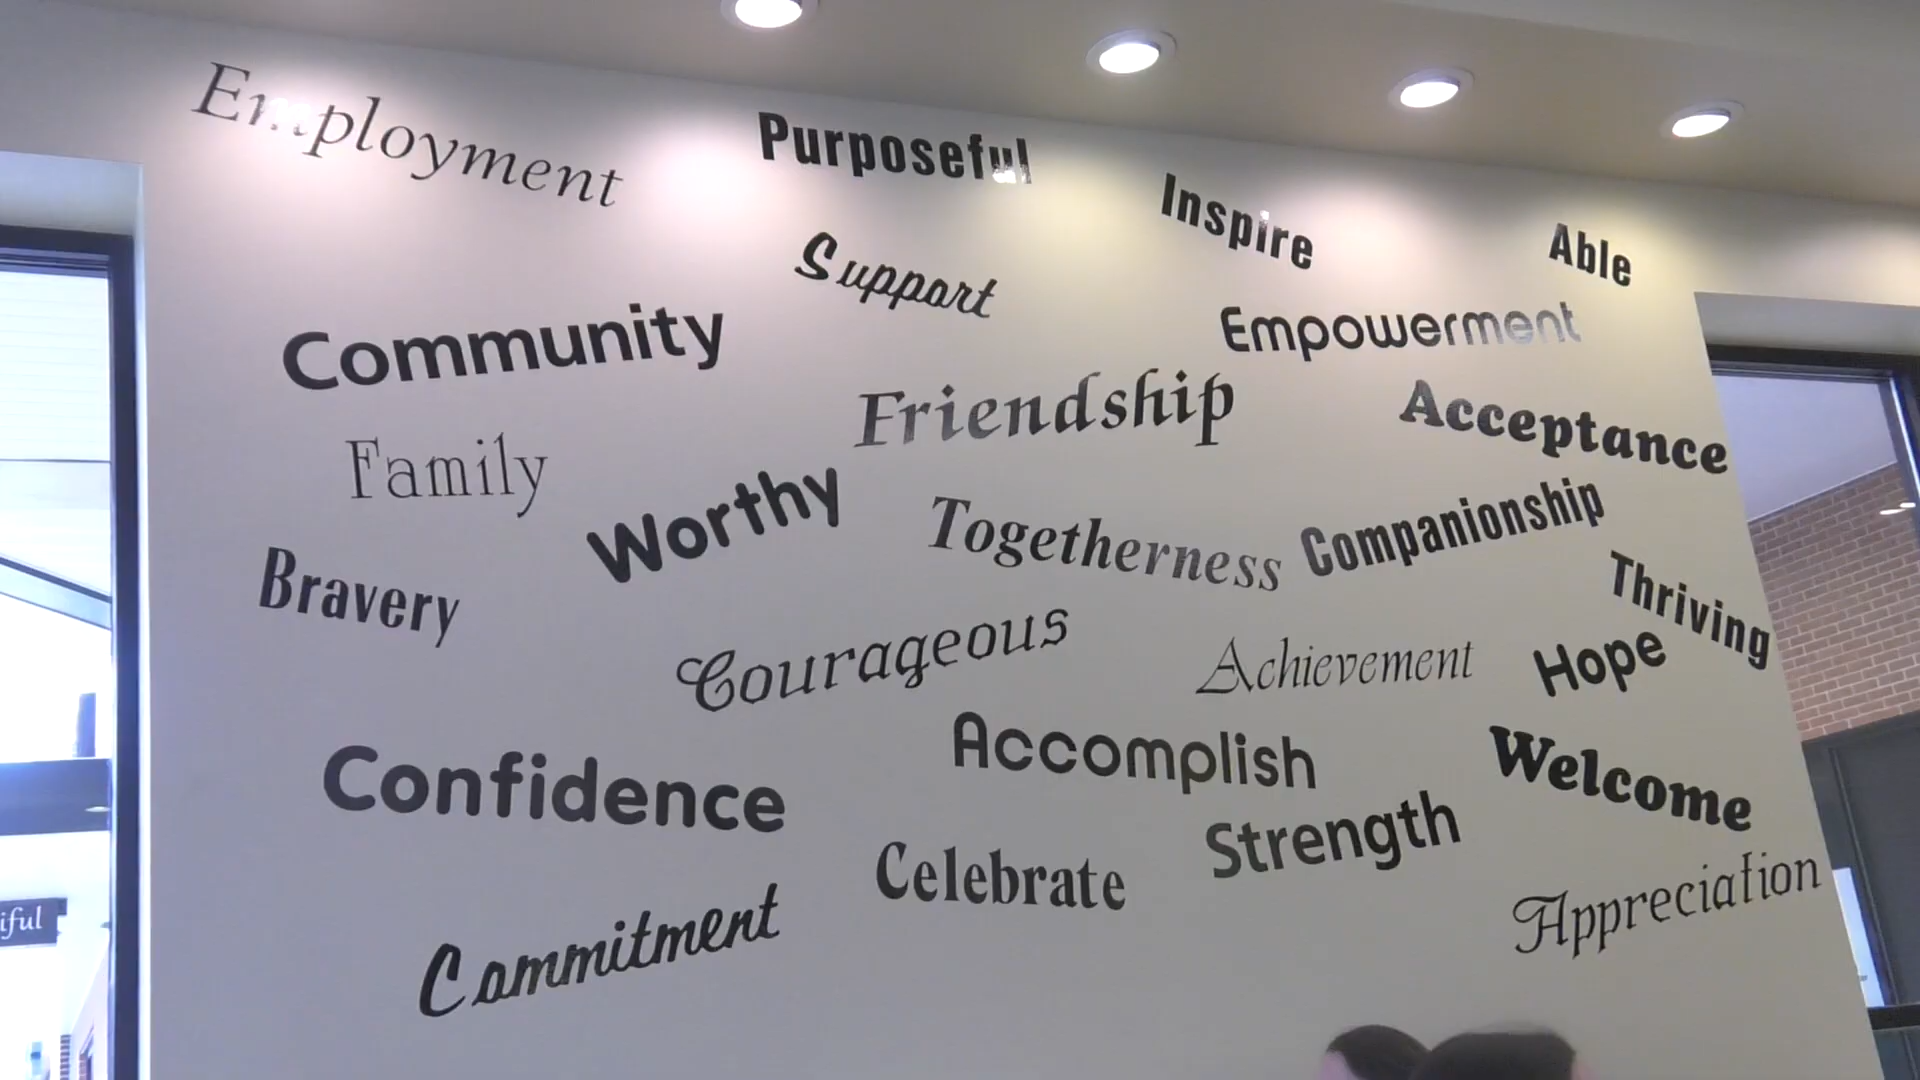 Employment
Purposeful
Inspire
Able
Support
Community
Empowerment
Friendship
Acceptance
Family
Worthy
Togetherness
Companionship
Bravery
Thriving
Courageous
Achievement
Hope
Accomplish
Welcome
Confidence
Strength
Celebrate
Appreciation
Commitment
iful